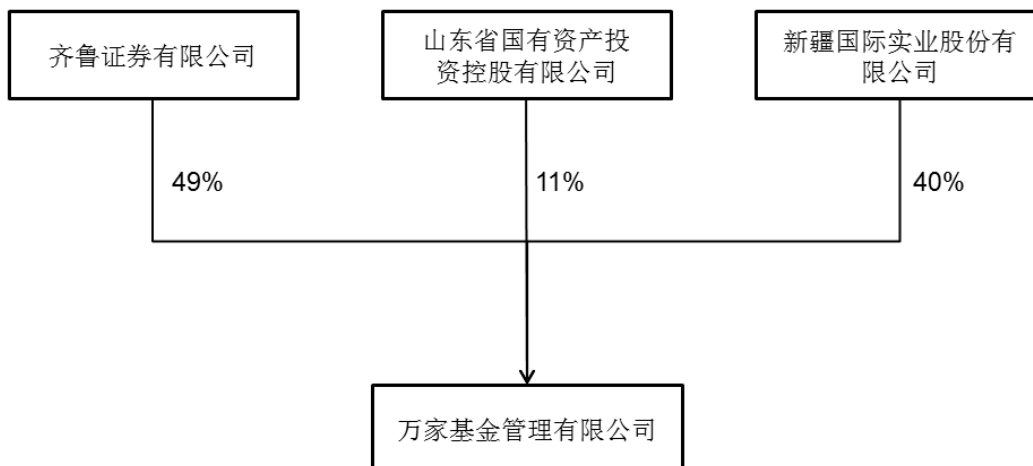 齐鲁证券有限公司
山东省国有资产投
资控股有限公司
新疆国际实业股份有
限公司
49%
11%
40%
万家基金管理有限公司